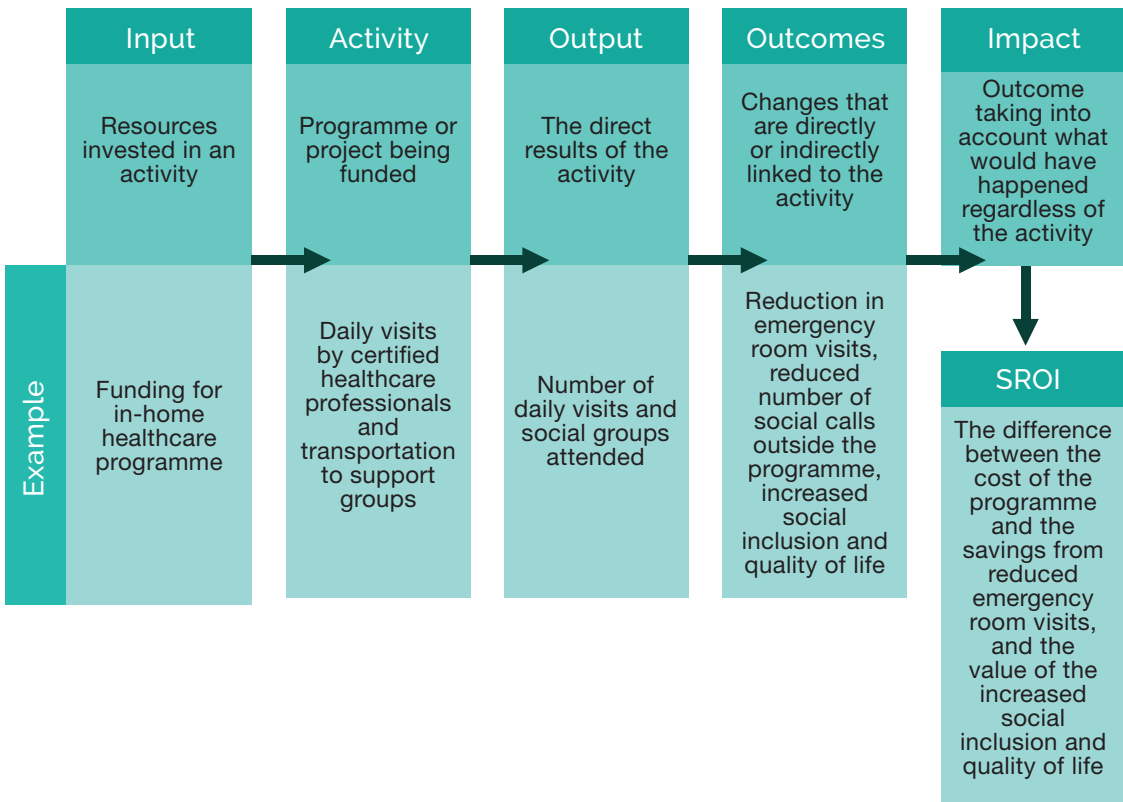 Input
Resources
invested in an
activity
Activity
Programme or
project being
funded
Output
The direct
results of the
activity
Outcomes
Changes that
are directly
or indirectly
linked to the
activity
Impact
Outcome
taking into
account what
would have
happened
regardless of
the activity
Example
Funding for
in-home
healthcare
programme
Daily visits
by certified
healthcare
professionals
and
transportation
to support
groups
Number of
daily visits and
social groups
attended
Reduction in
emergency
room visits,
reduced
number of
social calls
outside the
programme,
increased
social
inclusion and
quality of life
SROI
The difference
between the
cost of the
programme
and the
savings from
reduced
emergency
room visits,
and the
value of the
increased
social
inclusion and
quality of life